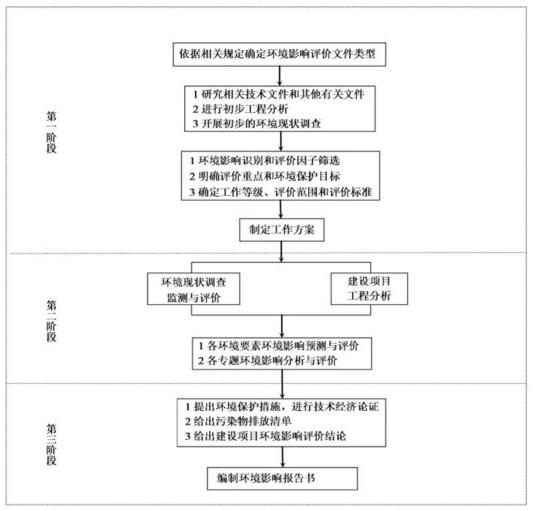 依据相关规定确定环境影响评价文件类型
1 研究相关技术文件和其他有关文件
2 进行初步工程分析
3 开展初步的环境现状调查
第一阶段
1 环境影响识别和评价因子筛选
2 明确评价重点和环境保护目标
3 确定工作等级、评价范围和评价标准
制定工作方案
环境现状调查
监测与评价
建设项目
工程分析
第二阶段
1 各环境要素环境影响预测与评价
2 各专题环境影响分析与评价
1 提出环境保护措施，进行技术经济论证
2 给出污染物排放清单
3 给出建设项目环境影响评价结论
第三阶段
编制环境影响报告书